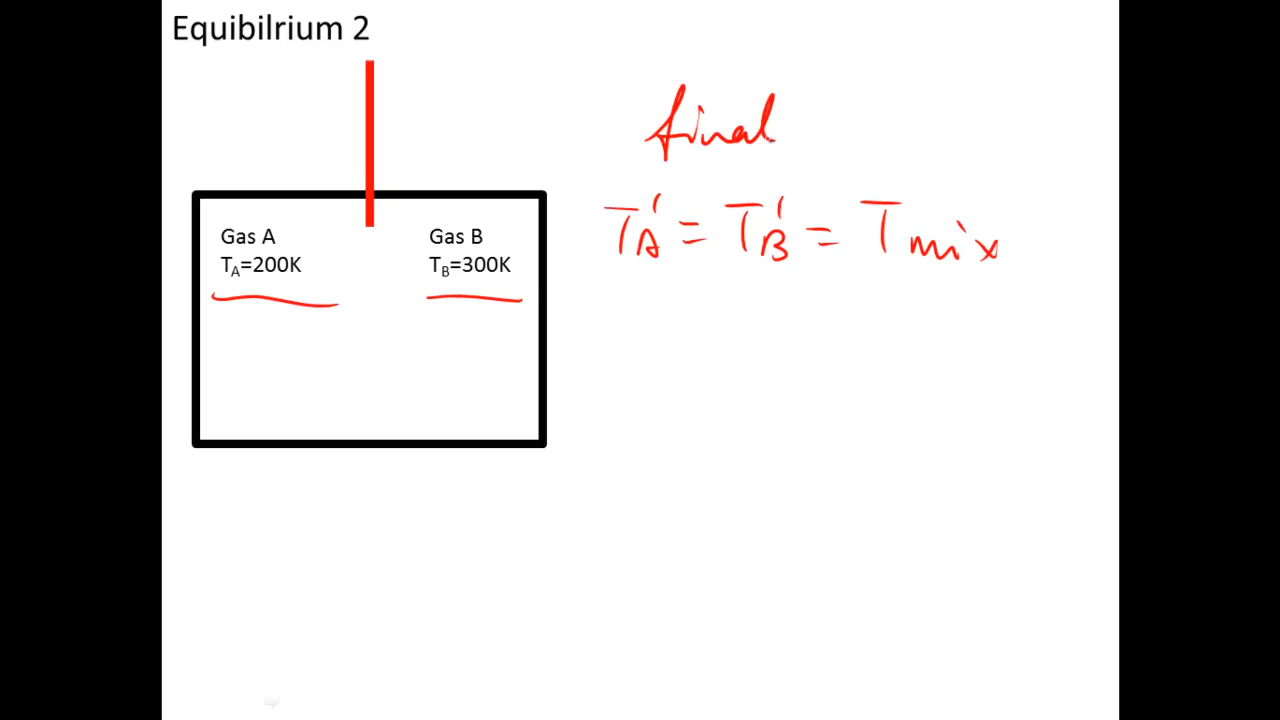 Equibilrium 2
final
T'A = T'B = Tmix
Gas A
TA=200K
Gas B
TB=300K